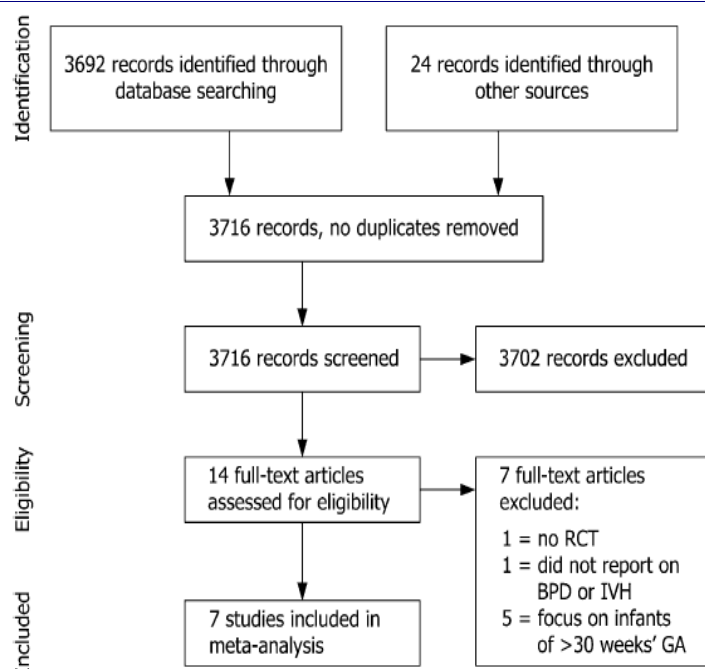 Identification
3692 records identified through
database searching
24 records identified through
other sources
3716 records, no duplicates removed
Screening
3716 records screened
3702 records excluded
Eligibility
14 full-text articles
assessed for eligibility
7 full-text articles
excluded:
1 = no RCT
1 = did not report on
BPD or IVH
5 = focus on infants
of >30 weeks' GA
Included
7 studies included in
meta-analysis